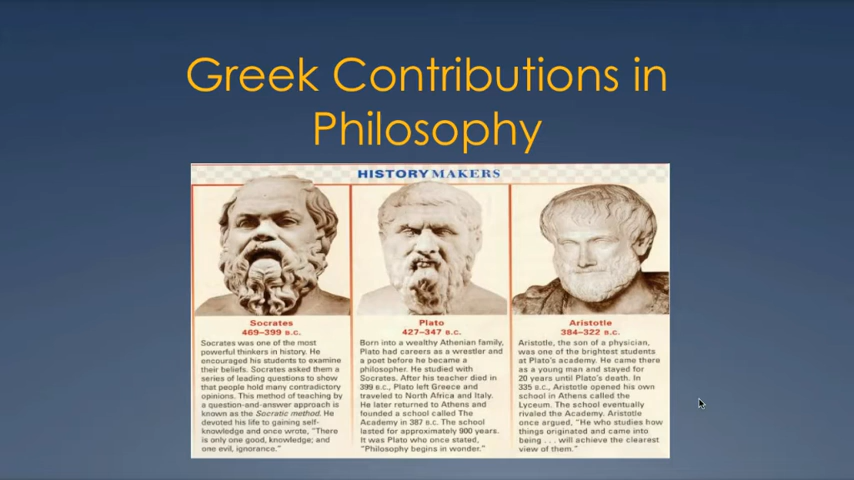 Greek Contributions in
Philosophy
HISTORYMAKERS
Socrates
469–399 B.C.
Socrates was one of the most
powerful thinkers in history. He
encouraged his students to examine
their beliefs. Socrates asked them a
series of leading questions to show
that people hold many contradictory
opinions. This method of teaching by
a question-and-answer approach is
known as the Socratic method. He
devoted his life to gaining self-
knowledge and once wrote, "There
is only one good, knowledge; and
one evil, ignorance."
Plato
427–347 B.C.
Born into a wealthy Athenian family,
Plato had careers as a wrestler and
a poet before he became a
philosopher. He studied with
Socrates. After his teacher died in
399 B.C., Plato left Greece and
traveled to North Africa and Italy.
He later returned to Athens and
founded a school called The
Academy in 387 B.C. The school
lasted for approximately 900 years.
It was Plato who once stated,
"Philosophy begins in wonder."
Aristotle
384–322 B.C.
Aristotle, the son of a physician,
was one of the brightest students
at Plato's academy. He came there
as a young man and stayed for
20 years until Plato's death. In
335 B.C., Aristotle opened his own
school in Athens called the
Lyceum. The school eventually
rivaled the Academy. Aristotle
once argued, "He who studies how
things originated and came into
being . . . will achieve the clearest
view of them."